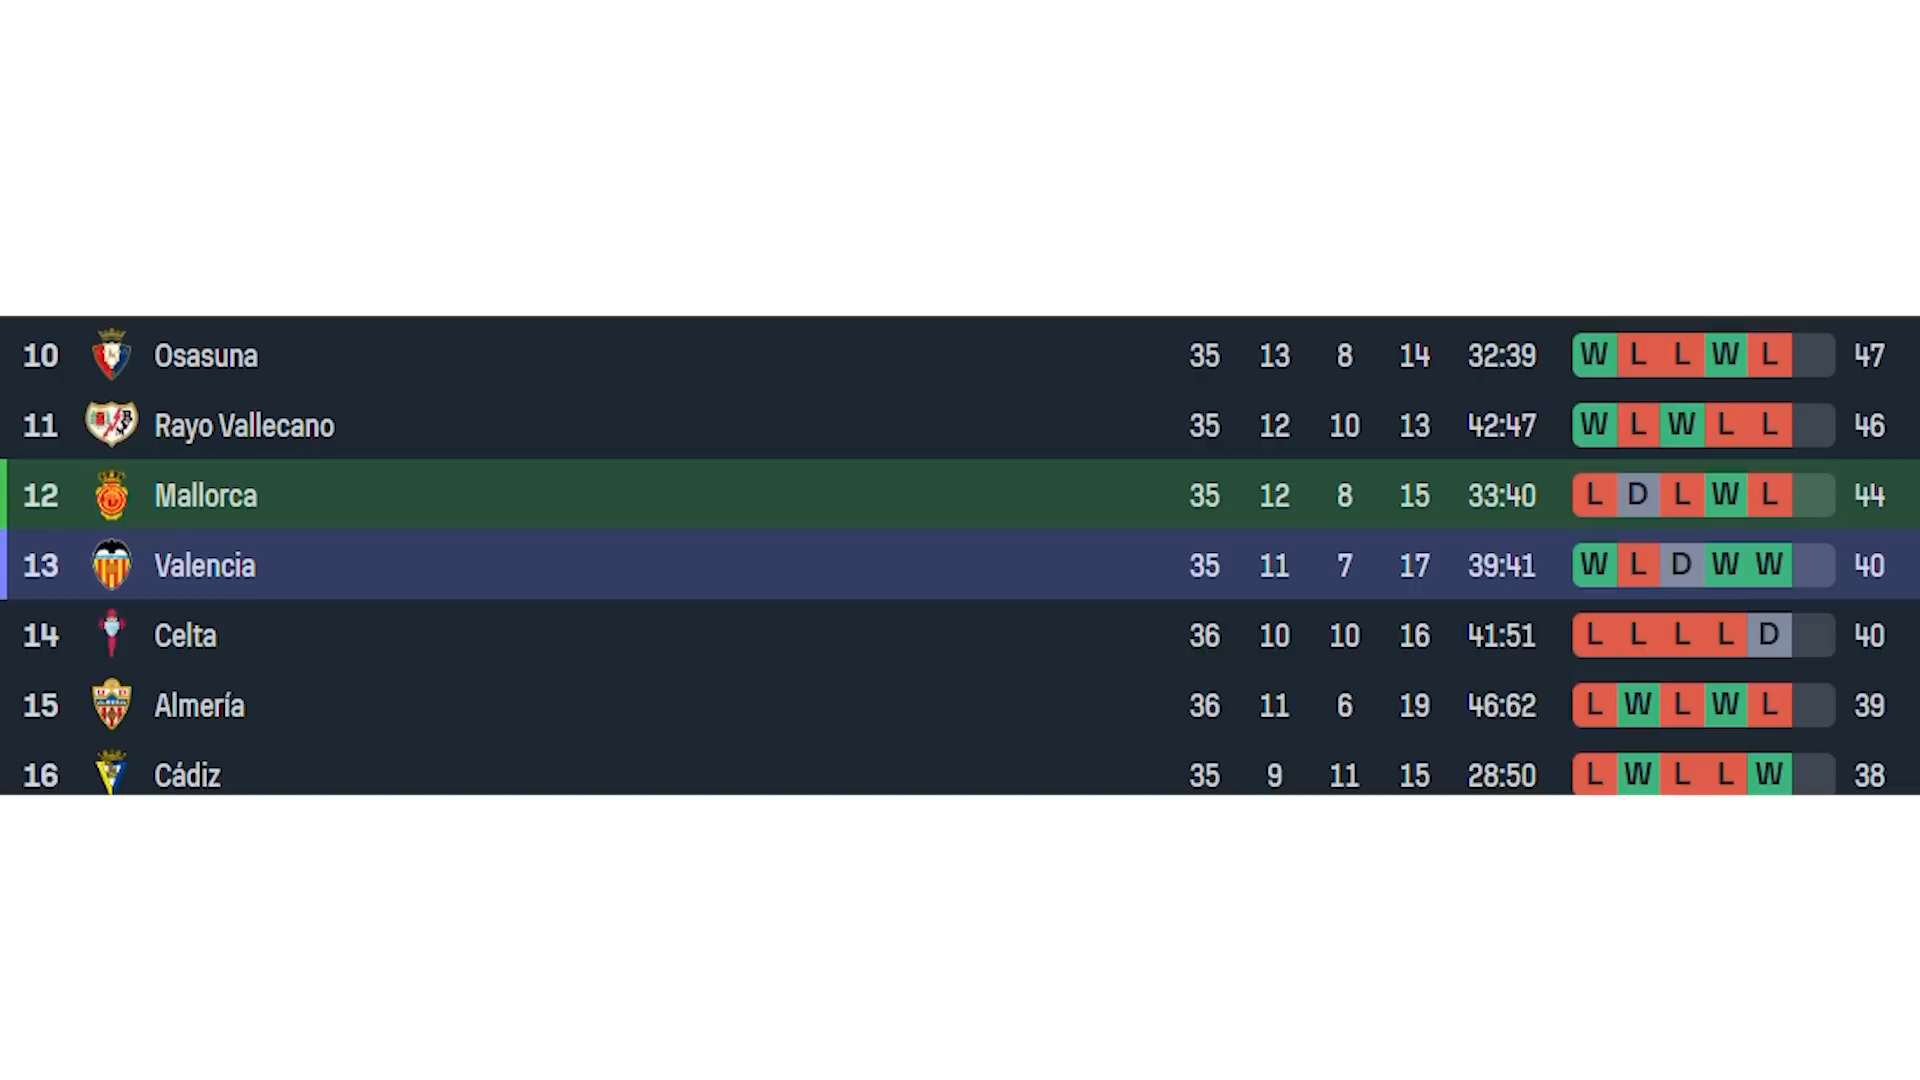 10 Osasuna 35 13 8 14 32:39 W L L W L 47
11 Rayo Vallecano 35 12 10 13 42:47 W L W L L 46
12 Mallorca 35 12 8 15 33:40 L D L W L 44
13 Valencia 35 11 7 17 39:41 W L D W W 40
14 Celta 36 10 10 16 41:51 L L L L D 40
15 Almería 36 11 6 19 46:62 L W L W L 39
16 Cádiz 35 9 11 15 28:50 L W L L W 38